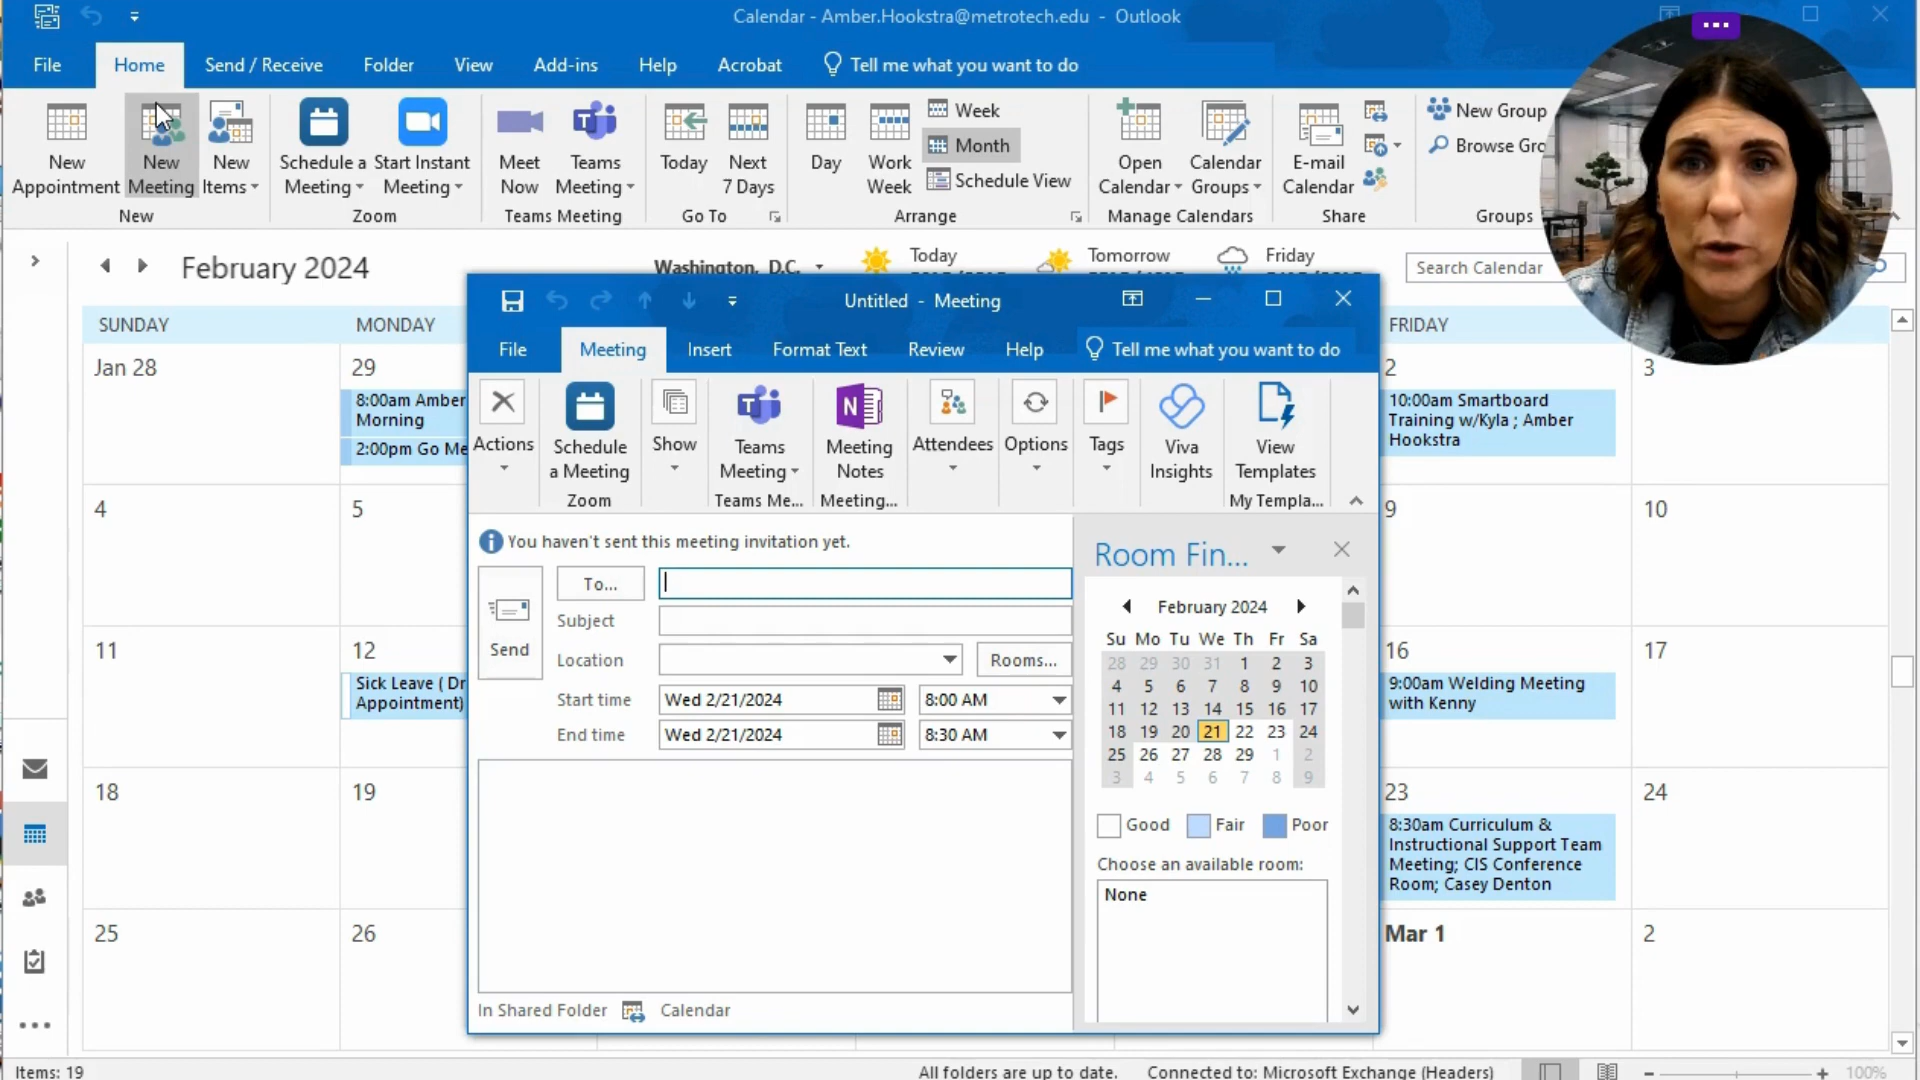 Calendar - Amber.Hookstra@metrotech.edu - Outlook
File Home Send / Receive Folder View Add-ins Help Acrobat Tell me what you want to do
New Appointment
New Meeting
New Items
New
Schedule a Meeting
Start Instant Meeting
Zoom
Meet Now
Teams Meeting
Teams Meeting
Today
Next 7 Days
Go To
Day
Work Week
Week
Month
Schedule View
Arrange
Open Calendar
Calendar Groups
Manage Calendars
E-mail Calendar
Share
New Group
Browse Gro
Groups
February 2024
Washington, D.C.
Today
Tomorrow
Friday
Search Calendar
SUNDAY MONDAY FRIDAY
Jan 28
29
8:00am Amber
Morning
2:00pm Go Me
2
10:00am Smartboard
Training w/Kyla ; Amber
Hookstra
3
4
5
9
10
11
12
Sick Leave ( Dr
Appointment)
16
9:00am Welding Meeting
with Kenny
17
18
19
23
8:30am Curriculum &
Instructional Support Team
Meeting; CIS Conference
Room; Casey Denton
24
25
26
Mar 1
2
Untitled - Meeting
File Meeting Insert Format Text Review Help Tell me what you want to do
Actions
Schedule a Meeting
Zoom
Show
Teams Meeting
Teams Me...
Meeting Notes
Meeting...
Attendees
Options
Tags
Viva Insights
View Templates
My Templa...
You haven't sent this meeting invitation yet.
Send
To...
Subject
Location Rooms...
Start time Wed 2/21/2024 8:00 AM
End time Wed 2/21/2024 8:30 AM
In Shared Folder Calendar
Room Fin...
February 2024
Su Mo Tu We Th Fr Sa
28 29 30 31 1 2 3
4 5 6 7 8 9 10
11 12 13 14 15 16 17
18 19 20 21 22 23 24
25 26 27 28 29 1 2
3 4 5 6 7 8 9
Good Fair Poor
Choose an available room:
None
Items: 19
All folders are up to date. Connected to: Microsoft Exchange (Headers)
100%